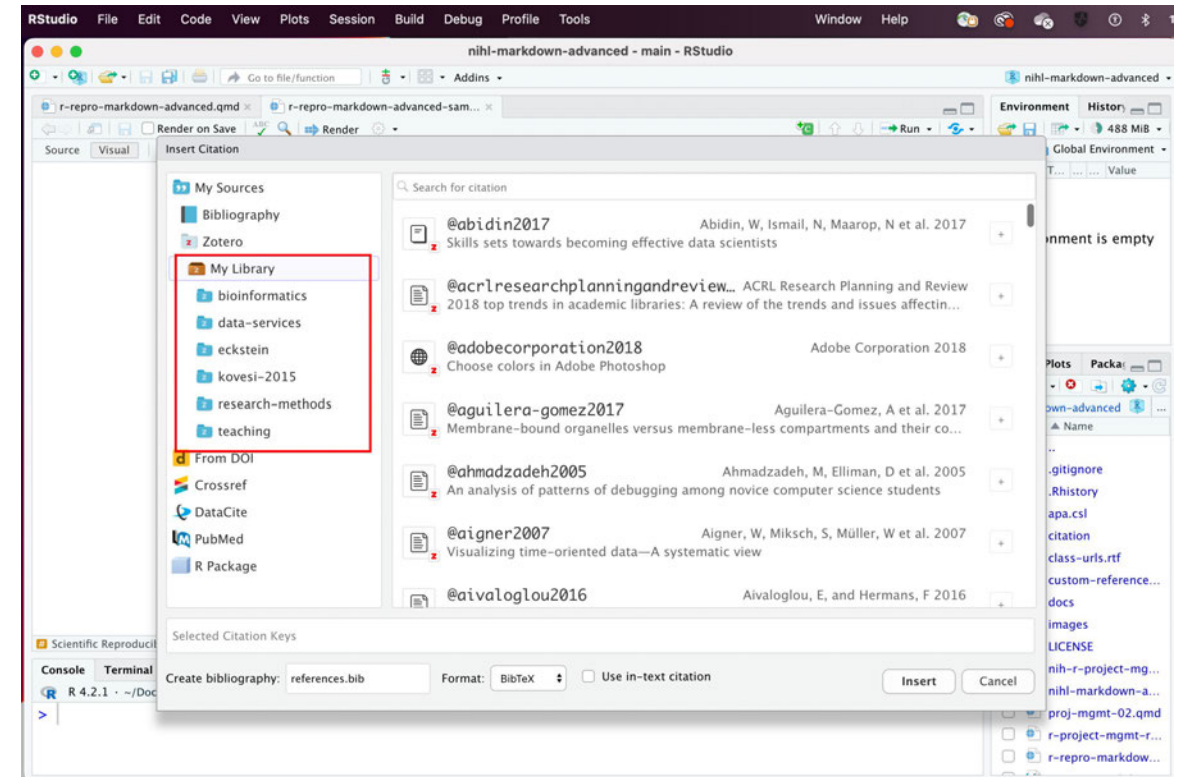 RStudio File Edit Code View Plots Session Build Debug Profile Tools Window Help
nihl-markdown-advanced - main - RStudio
Go to file/function Addins nihl-markdown-advanced
r-repro-markdown-advanced.qmd r-repro-markdown-advanced-sam...
Render on Save Render Run
Source Visual
Environment History
488 MiB
Global Environment
T... ... Value
nment is empty
Insert Citation
My Sources
Bibliography
Zotero
My Library
bioinformatics
data-services
eckstein
kovesi-2015
research-methods
teaching
From DOI
Crossref
DataCite
PubMed
R Package
Search for citation
@abidin2017 Abidin, W, Ismail, N, Maarop, N et al. 2017
Skills sets towards becoming effective data scientists
@acrlresearchplanningandreview... ACRL Research Planning and Review
2018 top trends in academic libraries: A review of the trends and issues affectin...
@adobecorporation2018 Adobe Corporation 2018
Choose colors in Adobe Photoshop
@aguilera-gomez2017 Aguilera-Gomez, A et al. 2017
Membrane-bound organelles versus membrane-less compartments and their co...
@ahmadzadeh2005 Ahmadzadeh, M, Elliman, D et al. 2005
An analysis of patterns of debugging among novice computer science students
@aigner2007 Aigner, W, Miksch, S, Müller, W et al. 2007
Visualizing time-oriented data—A systematic view
@aivaloglou2016 Aivaloglou, E, and Hermans, F 2016
Selected Citation Keys
Create bibliography: references.bib Format: BibTeX Use in-text citation Insert Cancel
Plots Packa
own-advanced ...
Name
..
.gitignore
.Rhistory
apa.csl
citation
class-urls.rtf
custom-reference...
docs
images
LICENSE
nih-r-project-mg...
nihl-markdown-a...
proj-mgmt-02.qmd
r-project-mgmt-r...
r-repro-markdow...
Scientific Reproducil
Console Terminal
R 4.2.1 · ~/Doc
>